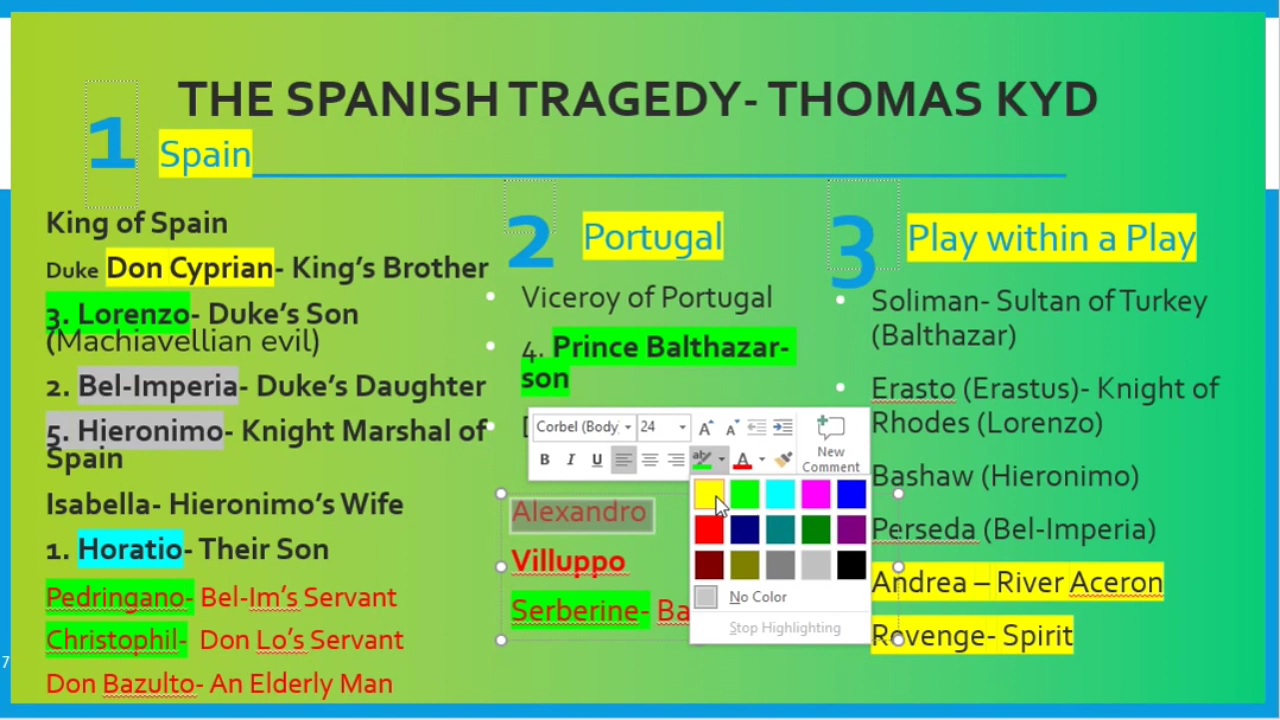 THE SPANISH TRAGEDY- THOMAS KYD
1
Spain
King of Spain
Duke Don Cyprian- King's Brother
3. Lorenzo- Duke's Son
(Machiavellian evil)
2. Bel-Imperia- Duke's Daughter
5. Hieronimo- Knight Marshal of
Spain
Isabella- Hieronimo's Wife
1. Horatio- Their Son
Pedringano- Bel-Im's Servant
Christophil- Don Lo's Servant
Don Bazulto- An Elderly Man
7
2
Portugal
Viceroy of Portugal
4. Prince Balthazar-
son
Corbel (Body 24
B I U
New
Comment
No Color
Stop Highlighting
Alexandro
Villuppo
Serberine-
3
Play within a Play
Soliman- Sultan of Turkey
(Balthazar)
Erasto (Erastus)- Knight of
Rhodes (Lorenzo)
Bashaw (Hieronimo)
Perseda (Bel-Imperia)
Andrea – River Aceron
Revenge- Spirit